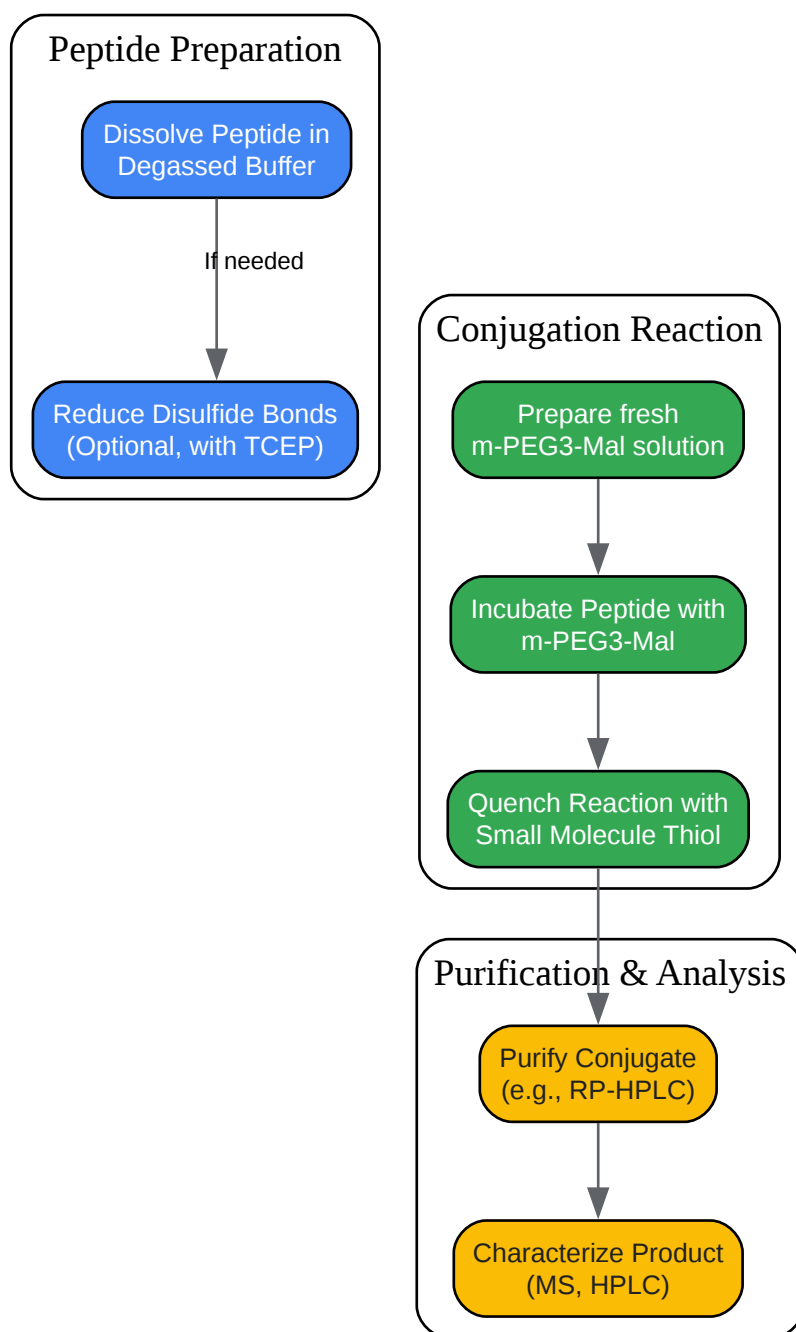 Peptide Preparation
Dissolve Peptide in
Degassed Buffer
If needed
Reduce Disulfide Bonds
(Optional, with TCEP)
Conjugation Reaction
Prepare fresh
m-PEG3-Mal solution
Incubate Peptide with
m-PEG3-Mal
Quench Reaction with
Small Molecule Thiol
Purification & Analysis
Purify Conjugate
(e.g., RP-HPLC)
Characterize Product
(MS, HPLC)